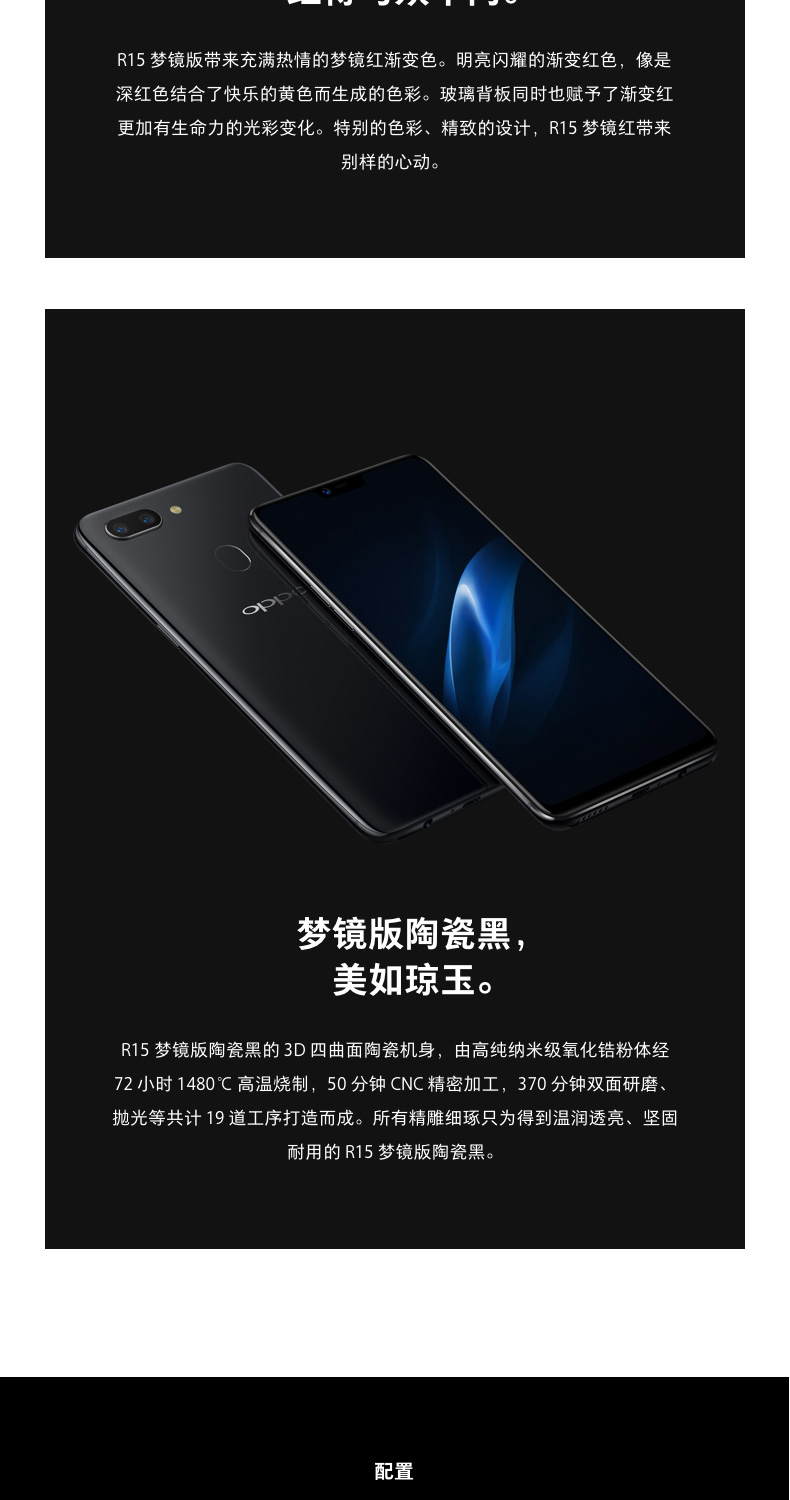 R15 梦镜版带来充满热情的梦镜红渐变色。明亮闪耀的渐变红色，像是
深红色结合了快乐的黄色而生成的色彩。玻璃背板同时也赋予了渐变红
更加有生命力的光彩变化。特别的色彩、精致的设计，R15 梦镜红带来
别样的心动。
oppo
梦镜版陶瓷黑，
美如琼玉。
R15 梦镜版陶瓷黑的 3D 四曲面陶瓷机身，由高纯纳米级氧化锆粉体经
72 小时 1480℃ 高温烧制，50 分钟 CNC 精密加工，370 分钟双面研磨、
抛光等共计 19 道工序打造而成。所有精雕细琢只为得到温润透亮、坚固
耐用的 R15 梦镜版陶瓷黑。
配置